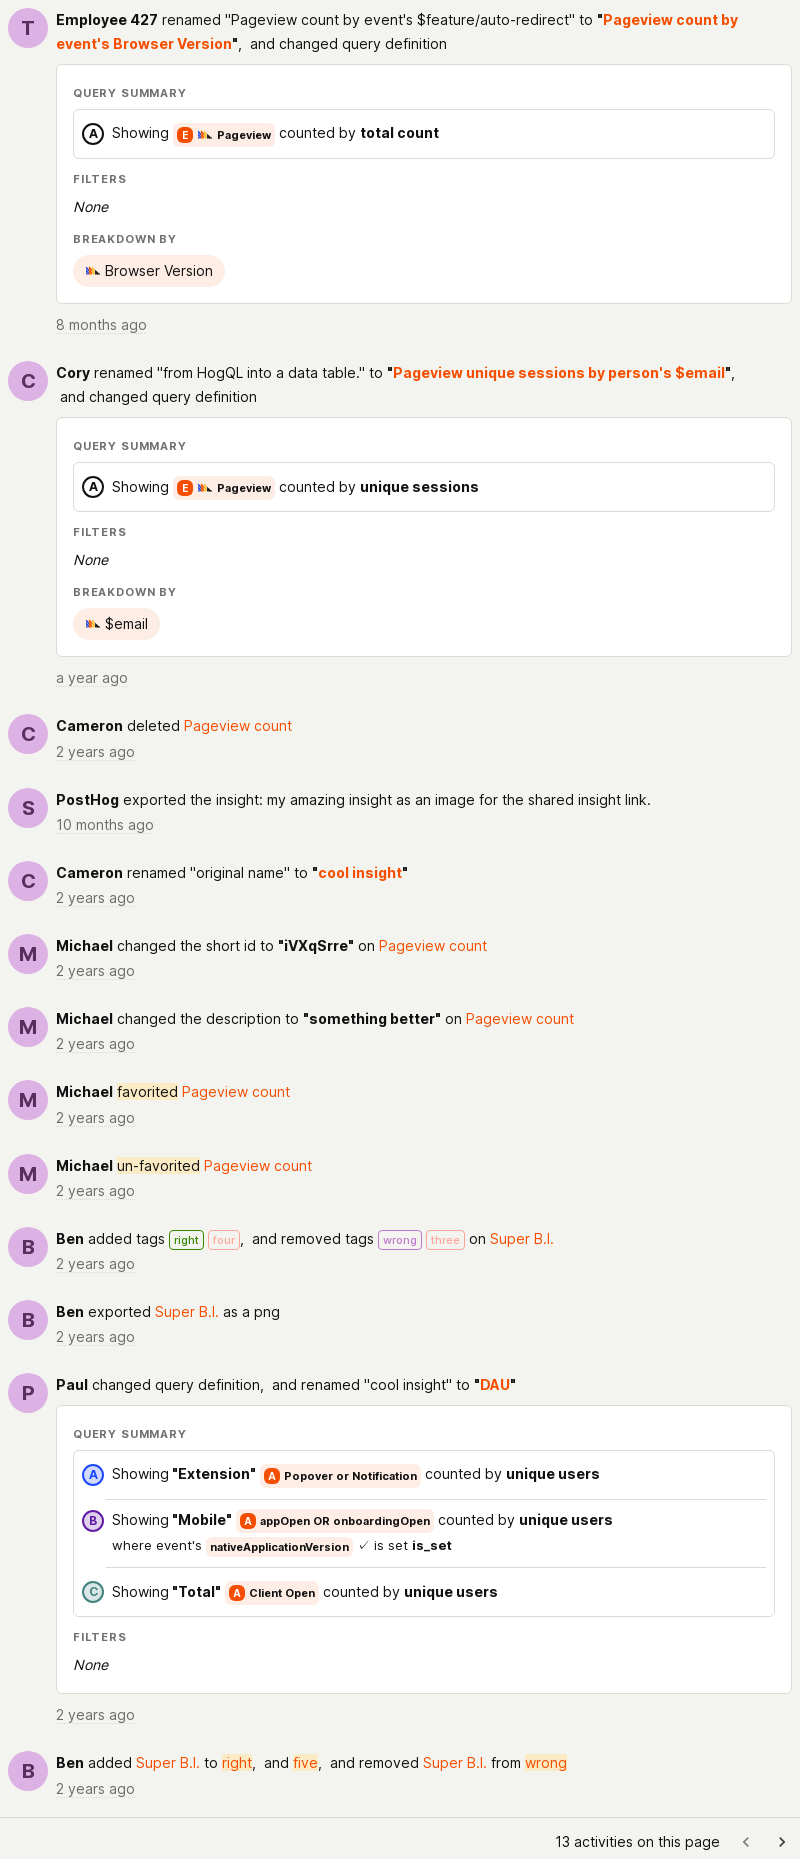 T
Employee 427 renamed "Pageview count by event's $feature/auto-redirect" to "Pageview count by
event's Browser Version",  and changed query definition
QUERY SUMMARY
A Showing E Pageview counted by total count
FILTERS
None
BREAKDOWN BY
Browser Version
8 months ago
C
Cory renamed "from HogQL into a data table." to "Pageview unique sessions by person's $email",
and changed query definition
QUERY SUMMARY
A Showing E Pageview counted by unique sessions
FILTERS
None
BREAKDOWN BY
$email
a year ago
C
Cameron deleted Pageview count
2 years ago
S
PostHog exported the insight: my amazing insight as an image for the shared insight link.
10 months ago
C
Cameron renamed "original name" to "cool insight"
2 years ago
M
Michael changed the short id to "iVXqSrre" on Pageview count
2 years ago
M
Michael changed the description to "something better" on Pageview count
2 years ago
M
Michael favorited Pageview count
2 years ago
M
Michael un-favorited Pageview count
2 years ago
B
Ben added tags right four,  and removed tags wrong three on Super B.I.
2 years ago
B
Ben exported Super B.I. as a png
2 years ago
P
Paul changed query definition,  and renamed "cool insight" to "DAU"
QUERY SUMMARY
A Showing "Extension" A Popover or Notification counted by unique users
B Showing "Mobile" A appOpen OR onboardingOpen counted by unique users
where event's nativeApplicationVersion ✓ is set is_set
C Showing "Total" A Client Open counted by unique users
FILTERS
None
2 years ago
B
Ben added Super B.I. to right,  and five,  and removed Super B.I. from wrong
2 years ago
13 activities on this page